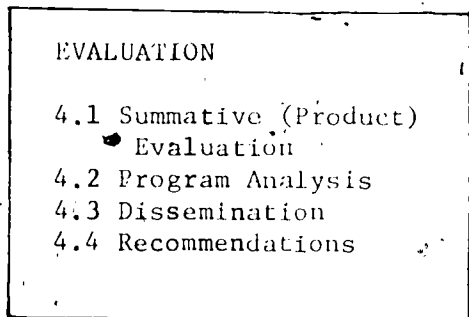 EVALUATION
4.1 Summative (Product)
Evaluation
4.2 Program Analysis
4.3 Dissemination
4.4 Recommendations